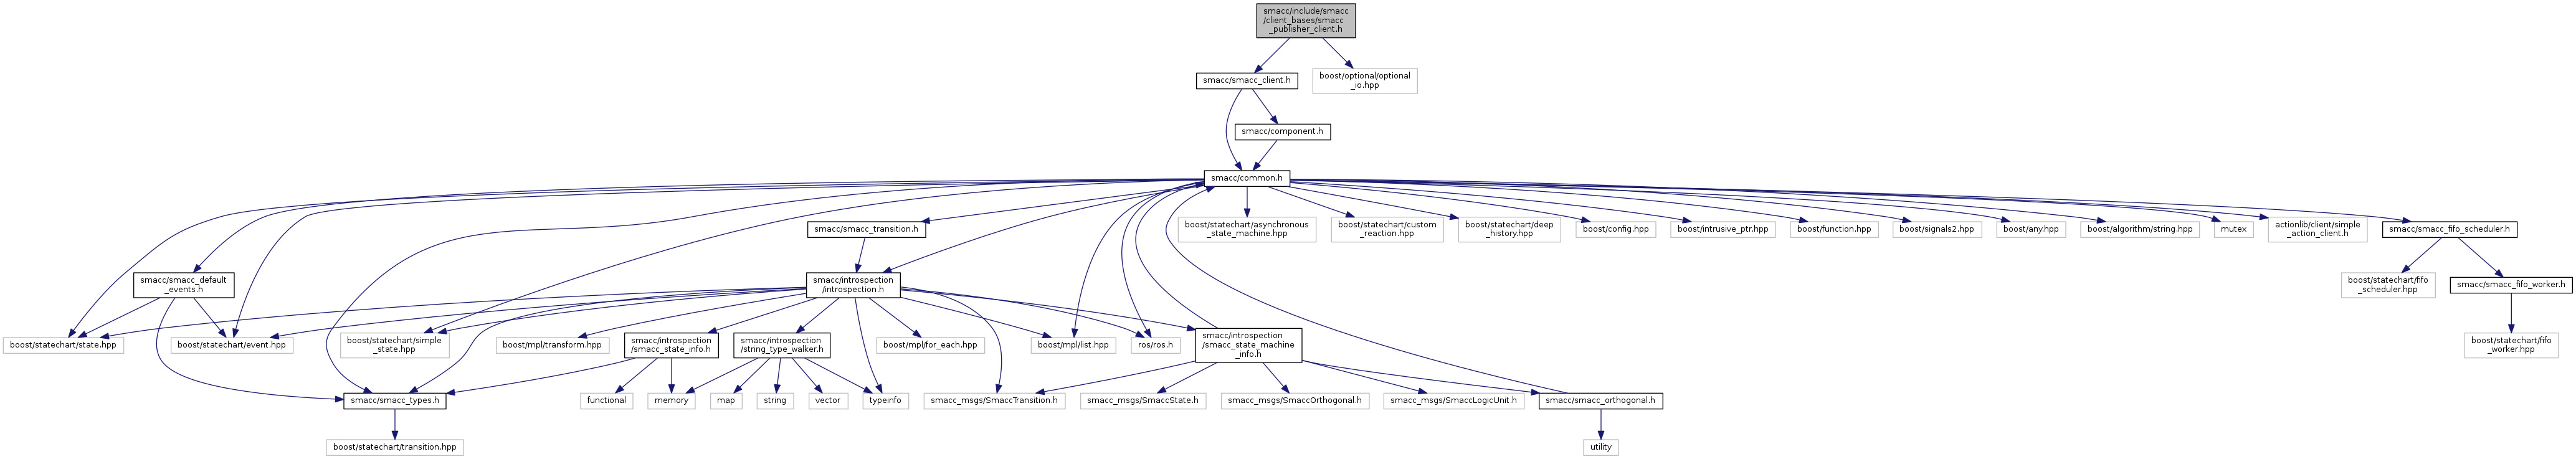 smacc/include/smacc
/client_bases/smacc
_publisher_client.h
smacc/smacc_client.h
boost/optional/optional
_io.hpp
smacc/component.h
smacc/common.h
smacc/smacc_transition.h
boost/statechart/asynchronous
_state_machine.hpp
boost/statechart/custom
_reaction.hpp
boost/statechart/deep
_history.hpp
boost/config.hpp
boost/intrusive_ptr.hpp
boost/function.hpp
boost/signals2.hpp
boost/any.hpp
boost/algorithm/string.hpp
mutex
actionlib/client/simple
_action_client.h
smacc/smacc_fifo_scheduler.h
smacc/smacc_default
_events.h
smacc/introspection
/introspection.h
boost/statechart/fifo
_scheduler.hpp
smacc/smacc_fifo_worker.h
boost/statechart/state.hpp
boost/statechart/event.hpp
boost/statechart/simple
_state.hpp
boost/mpl/transform.hpp
smacc/introspection
/smacc_state_info.h
smacc/introspection
/string_type_walker.h
boost/mpl/for_each.hpp
boost/mpl/list.hpp
ros/ros.h
smacc/introspection
/smacc_state_machine
_info.h
boost/statechart/fifo
_worker.hpp
smacc/smacc_types.h
functional
memory
map
string
vector
typeinfo
smacc_msgs/SmaccTransition.h
smacc_msgs/SmaccState.h
smacc_msgs/SmaccOrthogonal.h
smacc_msgs/SmaccLogicUnit.h
smacc/smacc_orthogonal.h
boost/statechart/transition.hpp
utility